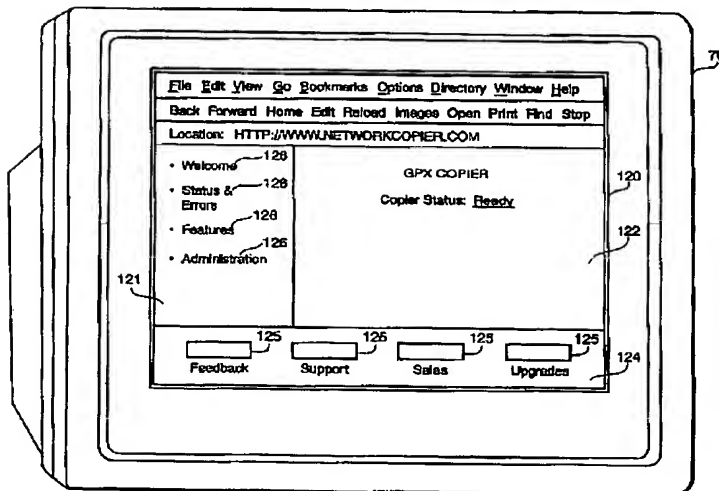 File Edit View Go Bookmarks Options Directory Window Help
Back Forward Home Edit Reload Images Open Print Find Stop
Location: HTTP://WWW.NETWORKCOPIER.COM
• Welcome 126
• Status & 126
Errors
• Features 126
• Administration 126
121
GPX COPIER
Copier Status: Ready
120
122
125 125 125 125
Feedback Support Sales Upgrades
124